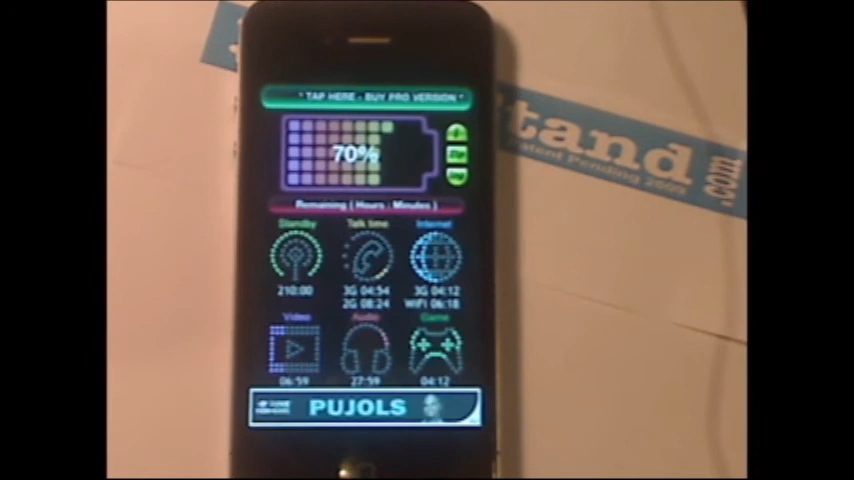 * TAP HERE - BUY PRO VERSION *
70%
Remaining ( Hours : Minutes )
Standby
Talk time
Internet
210:00
3G 04:54
2G 08:24
3G 04:12
WiFi 06:18
Video
Audio
Game
06:59
27:59
04:12
PUJOLS
tand
.com
Patent Pending 2009